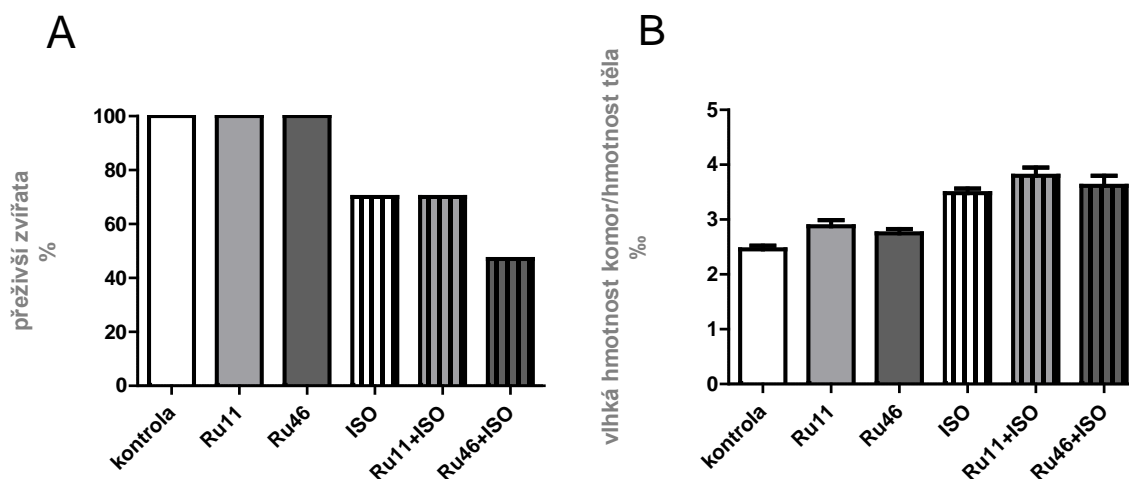 A
přeživší zvířata
%
100
80
60
40
20
0
kontrola
Ru11
Ru46
ISO
Ru11+ISO
Ru46+ISO
B
vlhká hmotnost komor/hmotnost těla
‰
5
4
3
2
1
0
kontrola
Ru11
Ru46
ISO
Ru11+ISO
Ru46+ISO